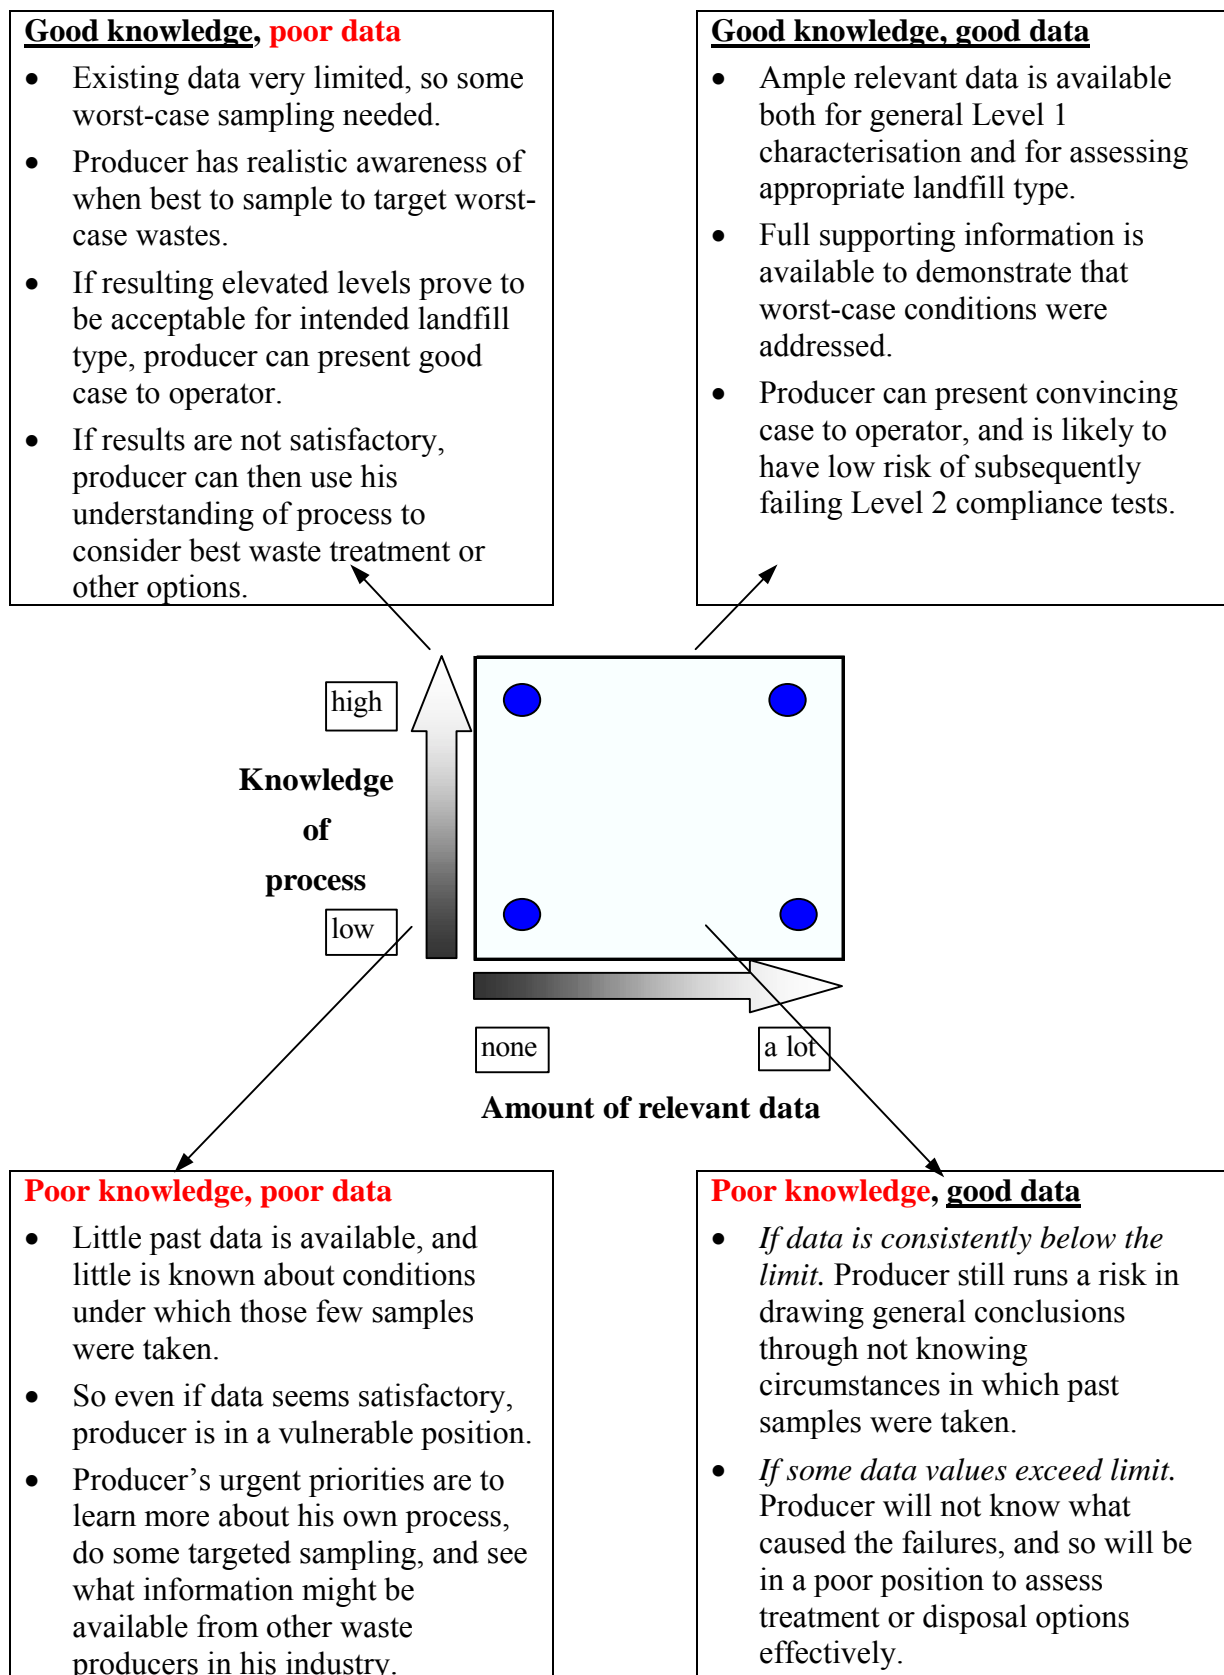 Good knowledge, poor data
• Existing data very limited, so some
worst-case sampling needed.
• Producer has realistic awareness of
when best to sample to target worst-
case wastes.
• If resulting elevated levels prove to
be acceptable for intended landfill
type, producer can present good
case to operator.
• If results are not satisfactory,
producer can then use his
understanding of process to
consider best waste treatment or
other options.
Good knowledge, good data
• Ample relevant data is available
both for general Level 1
characterisation and for assessing
appropriate landfill type.
• Full supporting information is
available to demonstrate that
worst-case conditions were
addressed.
• Producer can present convincing
case to operator, and is likely to
have low risk of subsequently
failing Level 2 compliance tests.
high
Knowledge
of
process
low
none
a lot
Amount of relevant data
Poor knowledge, poor data
• Little past data is available, and
little is known about conditions
under which those few samples
were taken.
• So even if data seems satisfactory,
producer is in a vulnerable position.
• Producer’s urgent priorities are to
learn more about his own process,
do some targeted sampling, and see
what information might be
available from other waste
producers in his industry.
Poor knowledge, good data
• If data is consistently below the
limit. Producer still runs a risk in
drawing general conclusions
through not knowing
circumstances in which past
samples were taken.
• If some data values exceed limit.
Producer will not know what
caused the failures, and so will be
in a poor position to assess
treatment or disposal options
effectively.